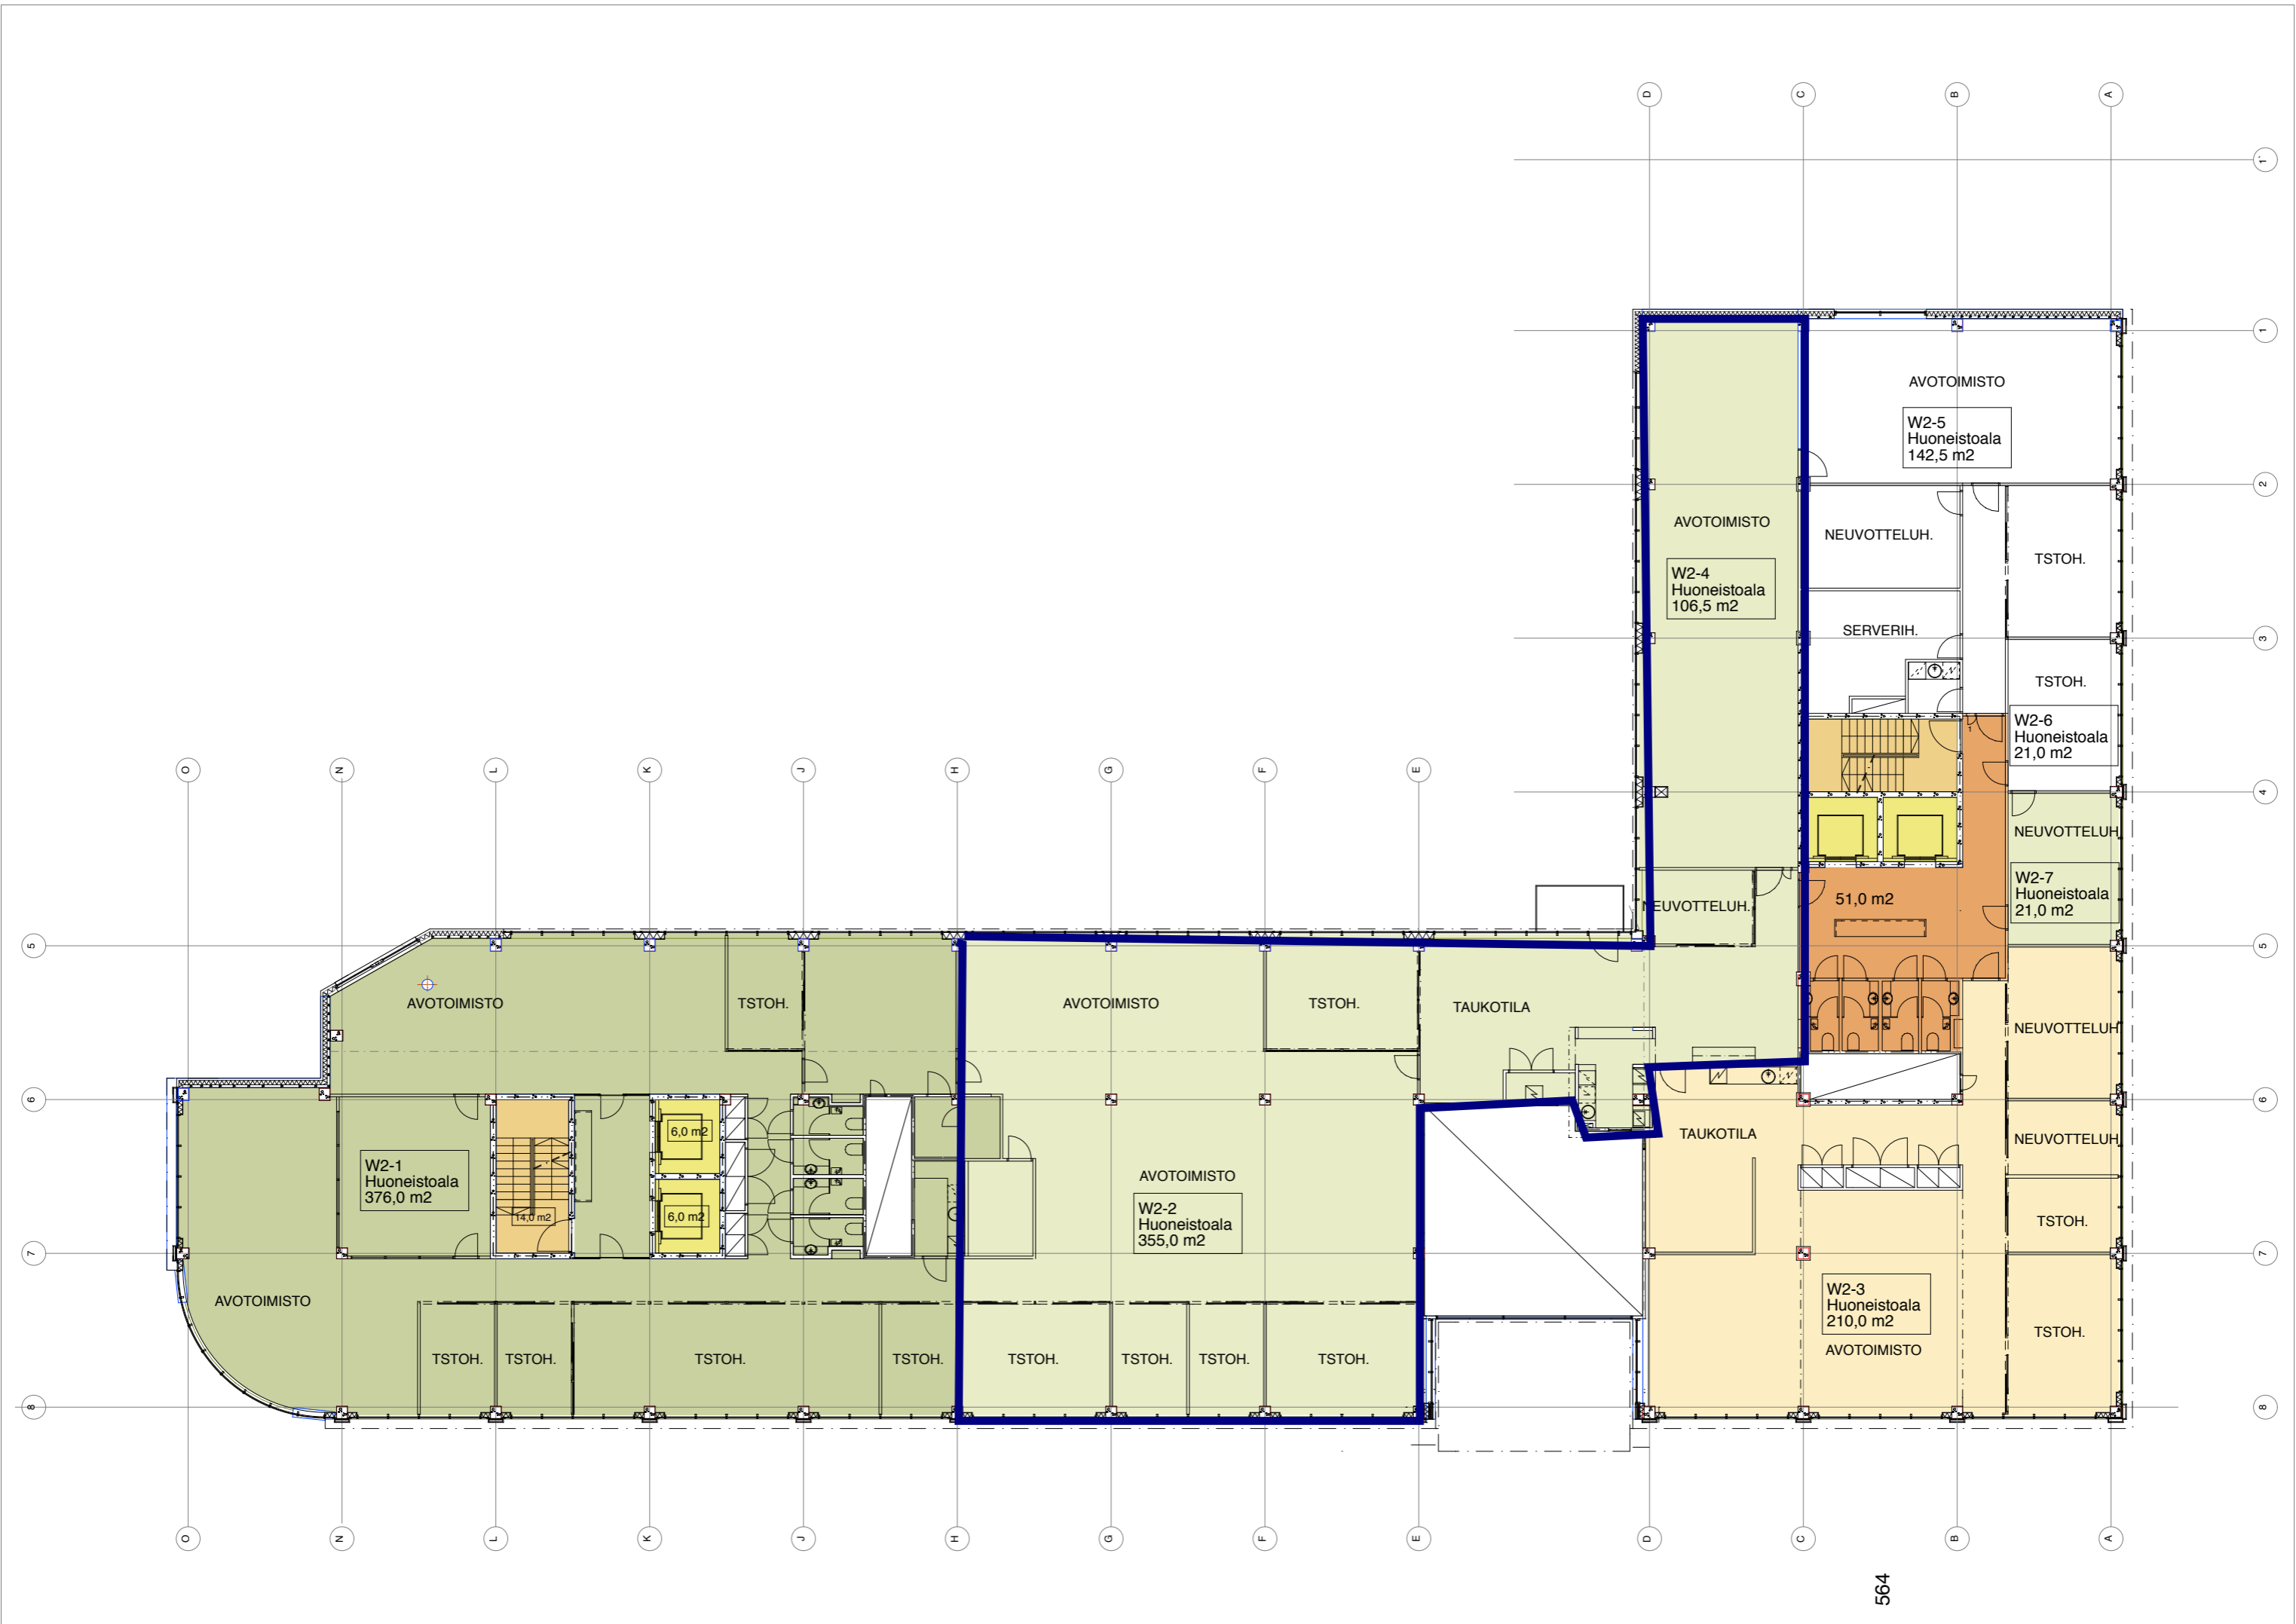 D
C
B
A
1'
1
AVOTOIMISTO
W2-5
Huoneistoala
142,5 m2
2
AVOTOIMISTO
NEUVOTTELUH.
TSTOH.
W2-4
Huoneistoala
106,5 m2
SERVERIH.
3
TSTOH.
W2-6
Huoneistoala
21,0 m2
1
O
N
L
K
J
H
G
F
E
4
NEUVOTTELUH
W2-7
Huoneistoala
21,0 m2
51,0 m2
NEUVOTTELUH.
5
5
AVOTOIMISTO
TSTOH.
AVOTOIMISTO
TSTOH.
TAUKOTILA
NEUVOTTELUH
6
6
6,0 m2
TAUKOTILA
NEUVOTTELUH
W2-1
Huoneistoala
376,0 m2
AVOTOIMISTO
W2-2
Huoneistoala
355,0 m2
14,0 m2
6,0 m2
TSTOH.
7
7
AVOTOIMISTO
W2-3
Huoneistoala
210,0 m2
AVOTOIMISTO
TSTOH.
TSTOH.
TSTOH.
TSTOH.
TSTOH.
TSTOH.
TSTOH.
TSTOH.
TSTOH.
8
8
O
N
L
K
J
H
G
F
E
D
C
B
A
564